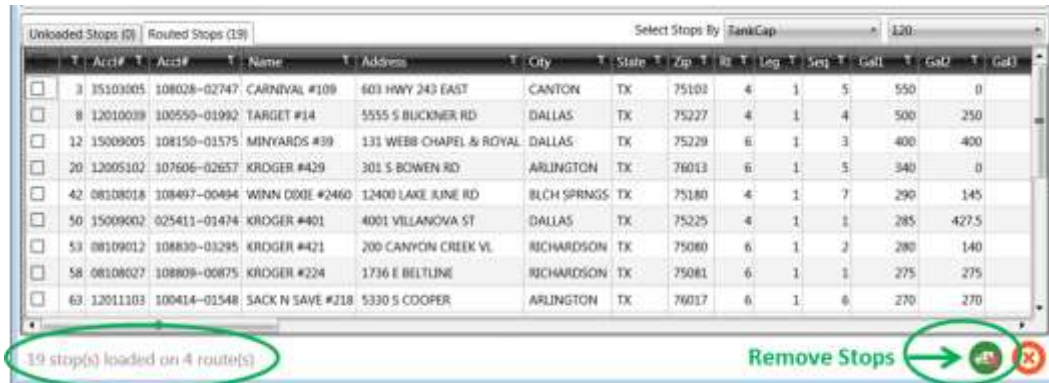 Unloaded Stops (0) Routed Stops (19) Select Stops By TankCap 120
Acct# Acct# Name Address City State Zip Rt Leg Seq Gal1 Gal2 Gal3
3 35103005 108028-02747 CARNIVAL #109 603 HWY 243 EAST CANTON TX 75103 4 1 5 550 0
8 12010039 100550-01992 TARGET #14 5555 S BUCKNER RD DALLAS TX 75227 4 1 4 500 250
12 15009005 108150-01575 MINYARDS #39 131 WEBB CHAPEL & ROYAL DALLAS TX 75229 6 1 3 400 400
20 12005102 107606-02657 KROGER #429 301 S BOWEN RD ARLINGTON TX 76013 6 1 5 340 0
42 08108018 108497-00494 WINN DIXIE #2460 12400 LAKE JUNE RD BLCH SPRNGS TX 75180 4 1 7 290 145
50 15009002 025411-01474 KROGER #401 4001 VILLANOVA ST DALLAS TX 75225 4 1 1 285 427.5
53 08109012 108830-03295 KROGER #421 200 CANYON CREEK VL RICHARDSON TX 75080 6 1 2 280 140
58 08108027 108809-00875 KROGER #224 1736 E BELTLINE RICHARDSON TX 75081 6 1 1 275 275
63 12011103 100414-01548 SACK N SAVE #218 5330 S COOPER ARLINGTON TX 76017 6 1 6 270 270
19 stop(s) loaded on 4 route(s) Remove Stops